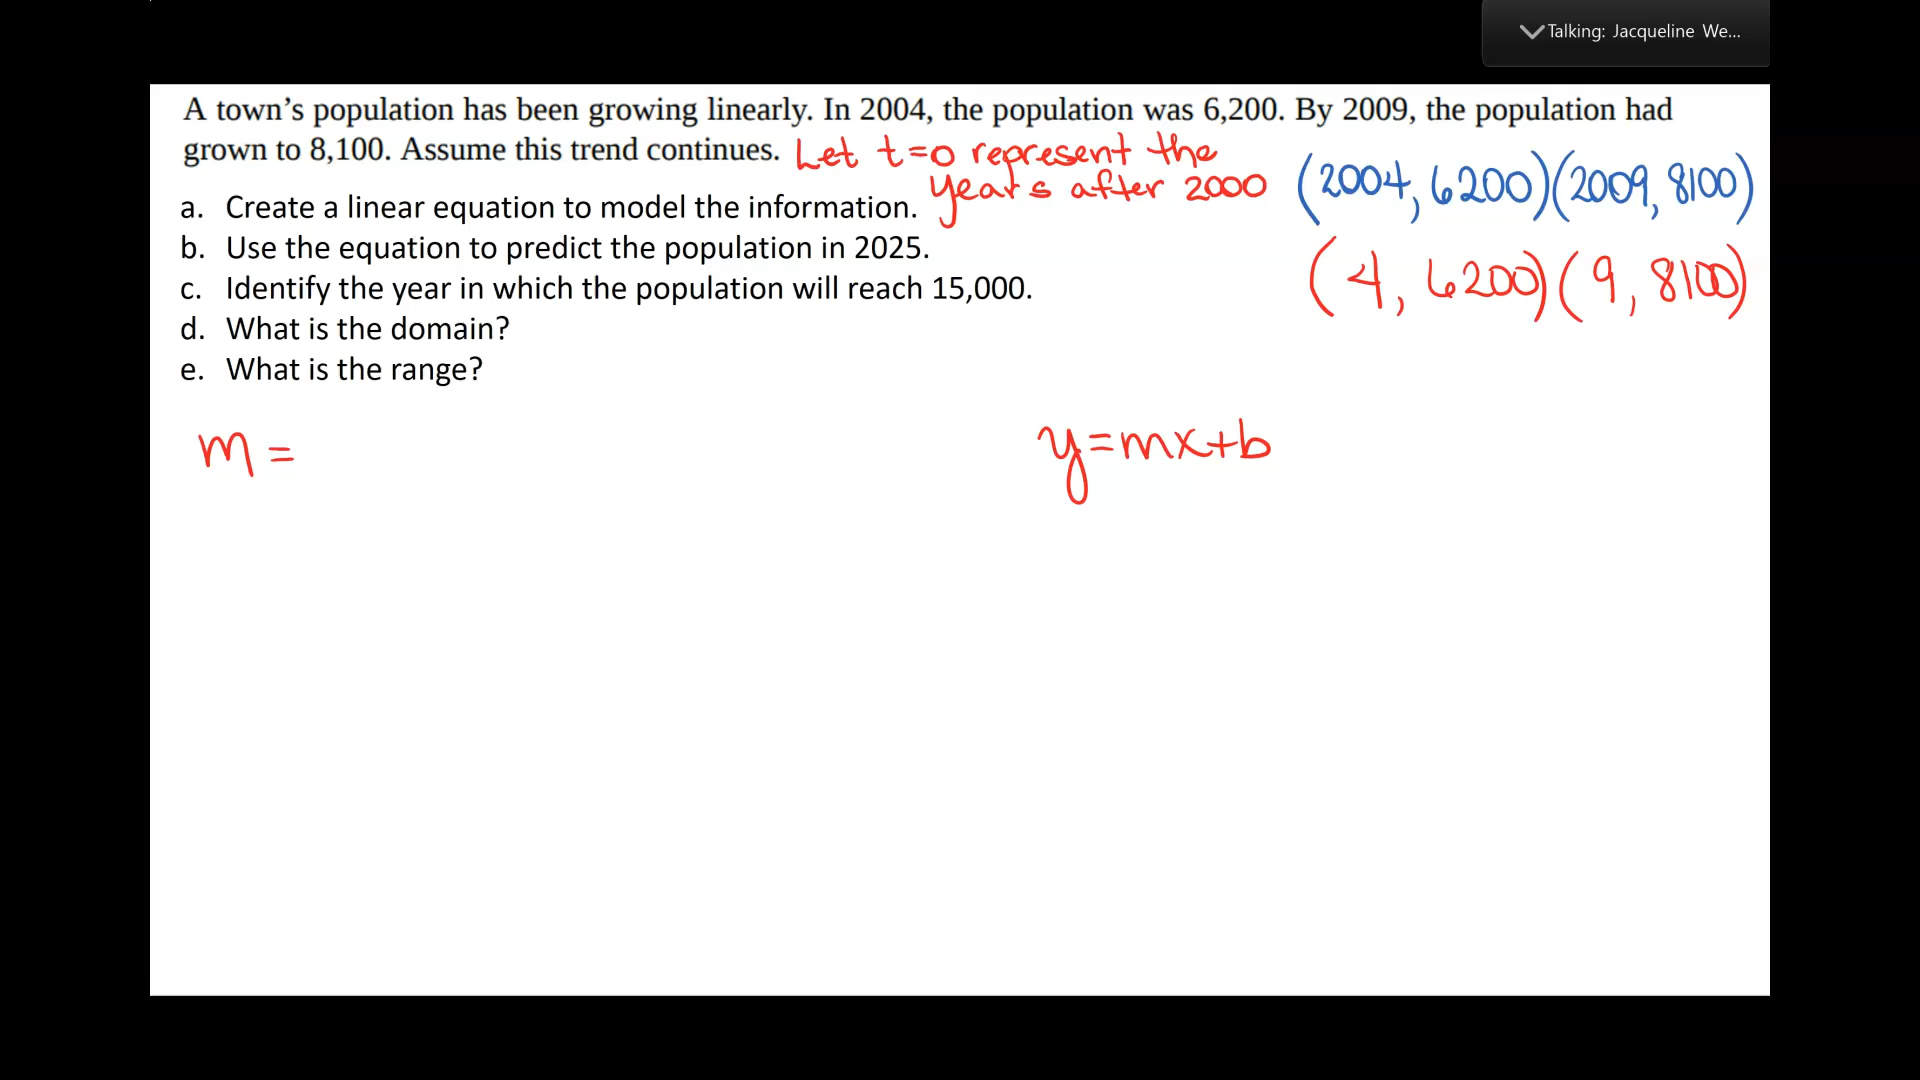 Talking: Jacqueline We...
A town’s population has been growing linearly. In 2004, the population was 6,200. By 2009, the population had
grown to 8,100. Assume this trend continues. Let t=0 represent the
years after 2000
(2004, 6200)(2009, 8100)
a. Create a linear equation to model the information.
b. Use the equation to predict the population in 2025.
(4, 6200)(9, 8100)
c. Identify the year in which the population will reach 15,000.
d. What is the domain?
e. What is the range?
m =
y=mx+b